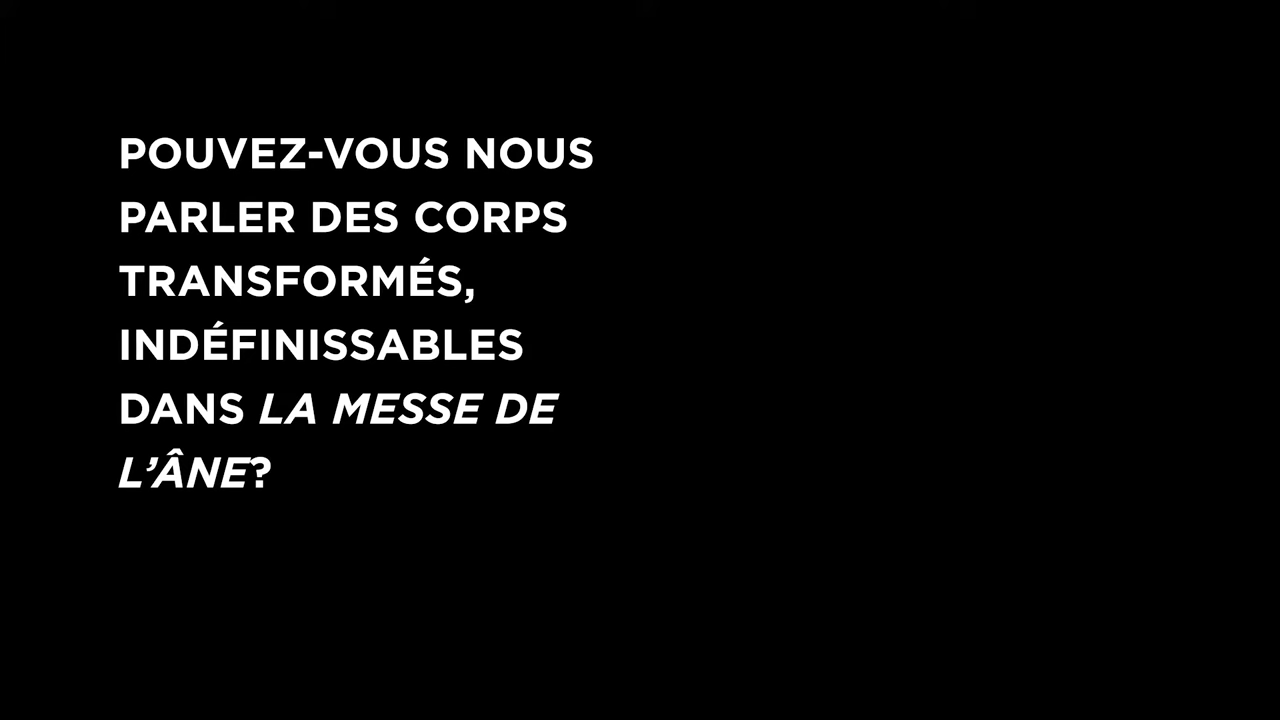 POUVEZ-VOUS NOUS
PARLER DES CORPS
TRANSFORMÉS,
INDÉFINISSABLES
DANS LA MESSE DE
L’ÂNE?